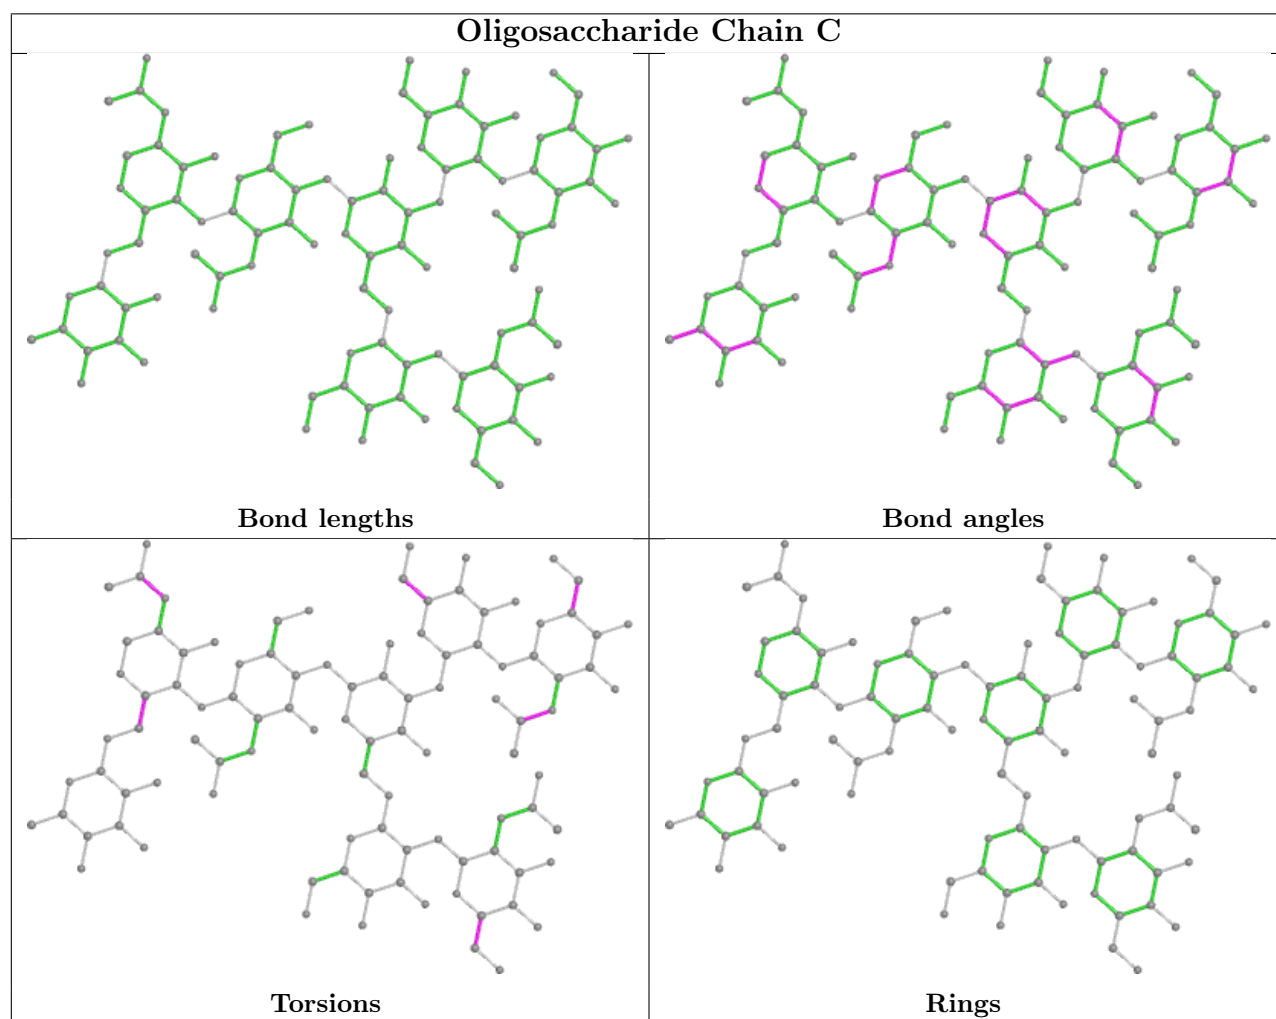 Oligosaccharide Chain C
Bond lengths
Bond angles
Torsions
Rings